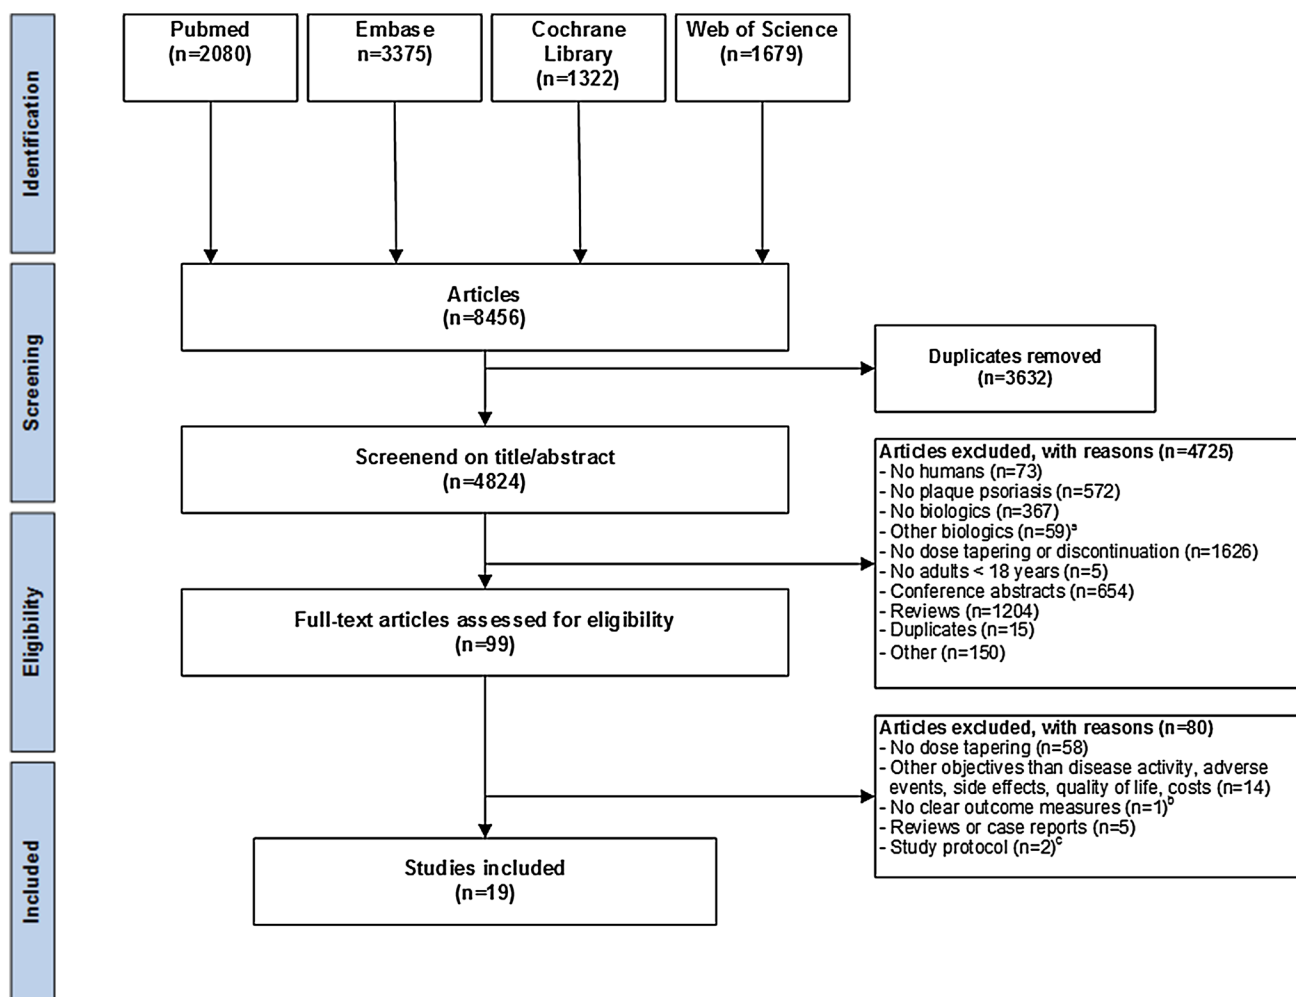 Identification
Pubmed
(n=2080)
Embase
n=3375)
Cochrane
Library
(n=1322)
Web of Science
(n=1679)
Screening
Articles
(n=8456)
Duplicates removed
(n=3632)
Screenend on title/abstract
(n=4824)
Articles excluded, with reasons (n=4725)
- No humans (n=73)
- No plaque psoriasis (n=572)
- No biologics (n=367)
- Other biologics (n=59)ᵃ
- No dose tapering or discontinuation (n=1626)
- No adults < 18 years (n=5)
- Conference abstracts (n=654)
- Reviews (n=1204)
- Duplicates (n=15)
- Other (n=150)
Eligibility
Full-text articles assessed for eligibility
(n=99)
Articles excluded, with reasons (n=80)
- No dose tapering (n=58)
- Other objectives than disease activity, adverse
events, side effects, quality of life, costs (n=14)
- No clear outcome measures (n=1)ᵇ
- Reviews or case reports (n=5)
- Study protocol (n=2)ᶜ
Included
Studies included
(n=19)